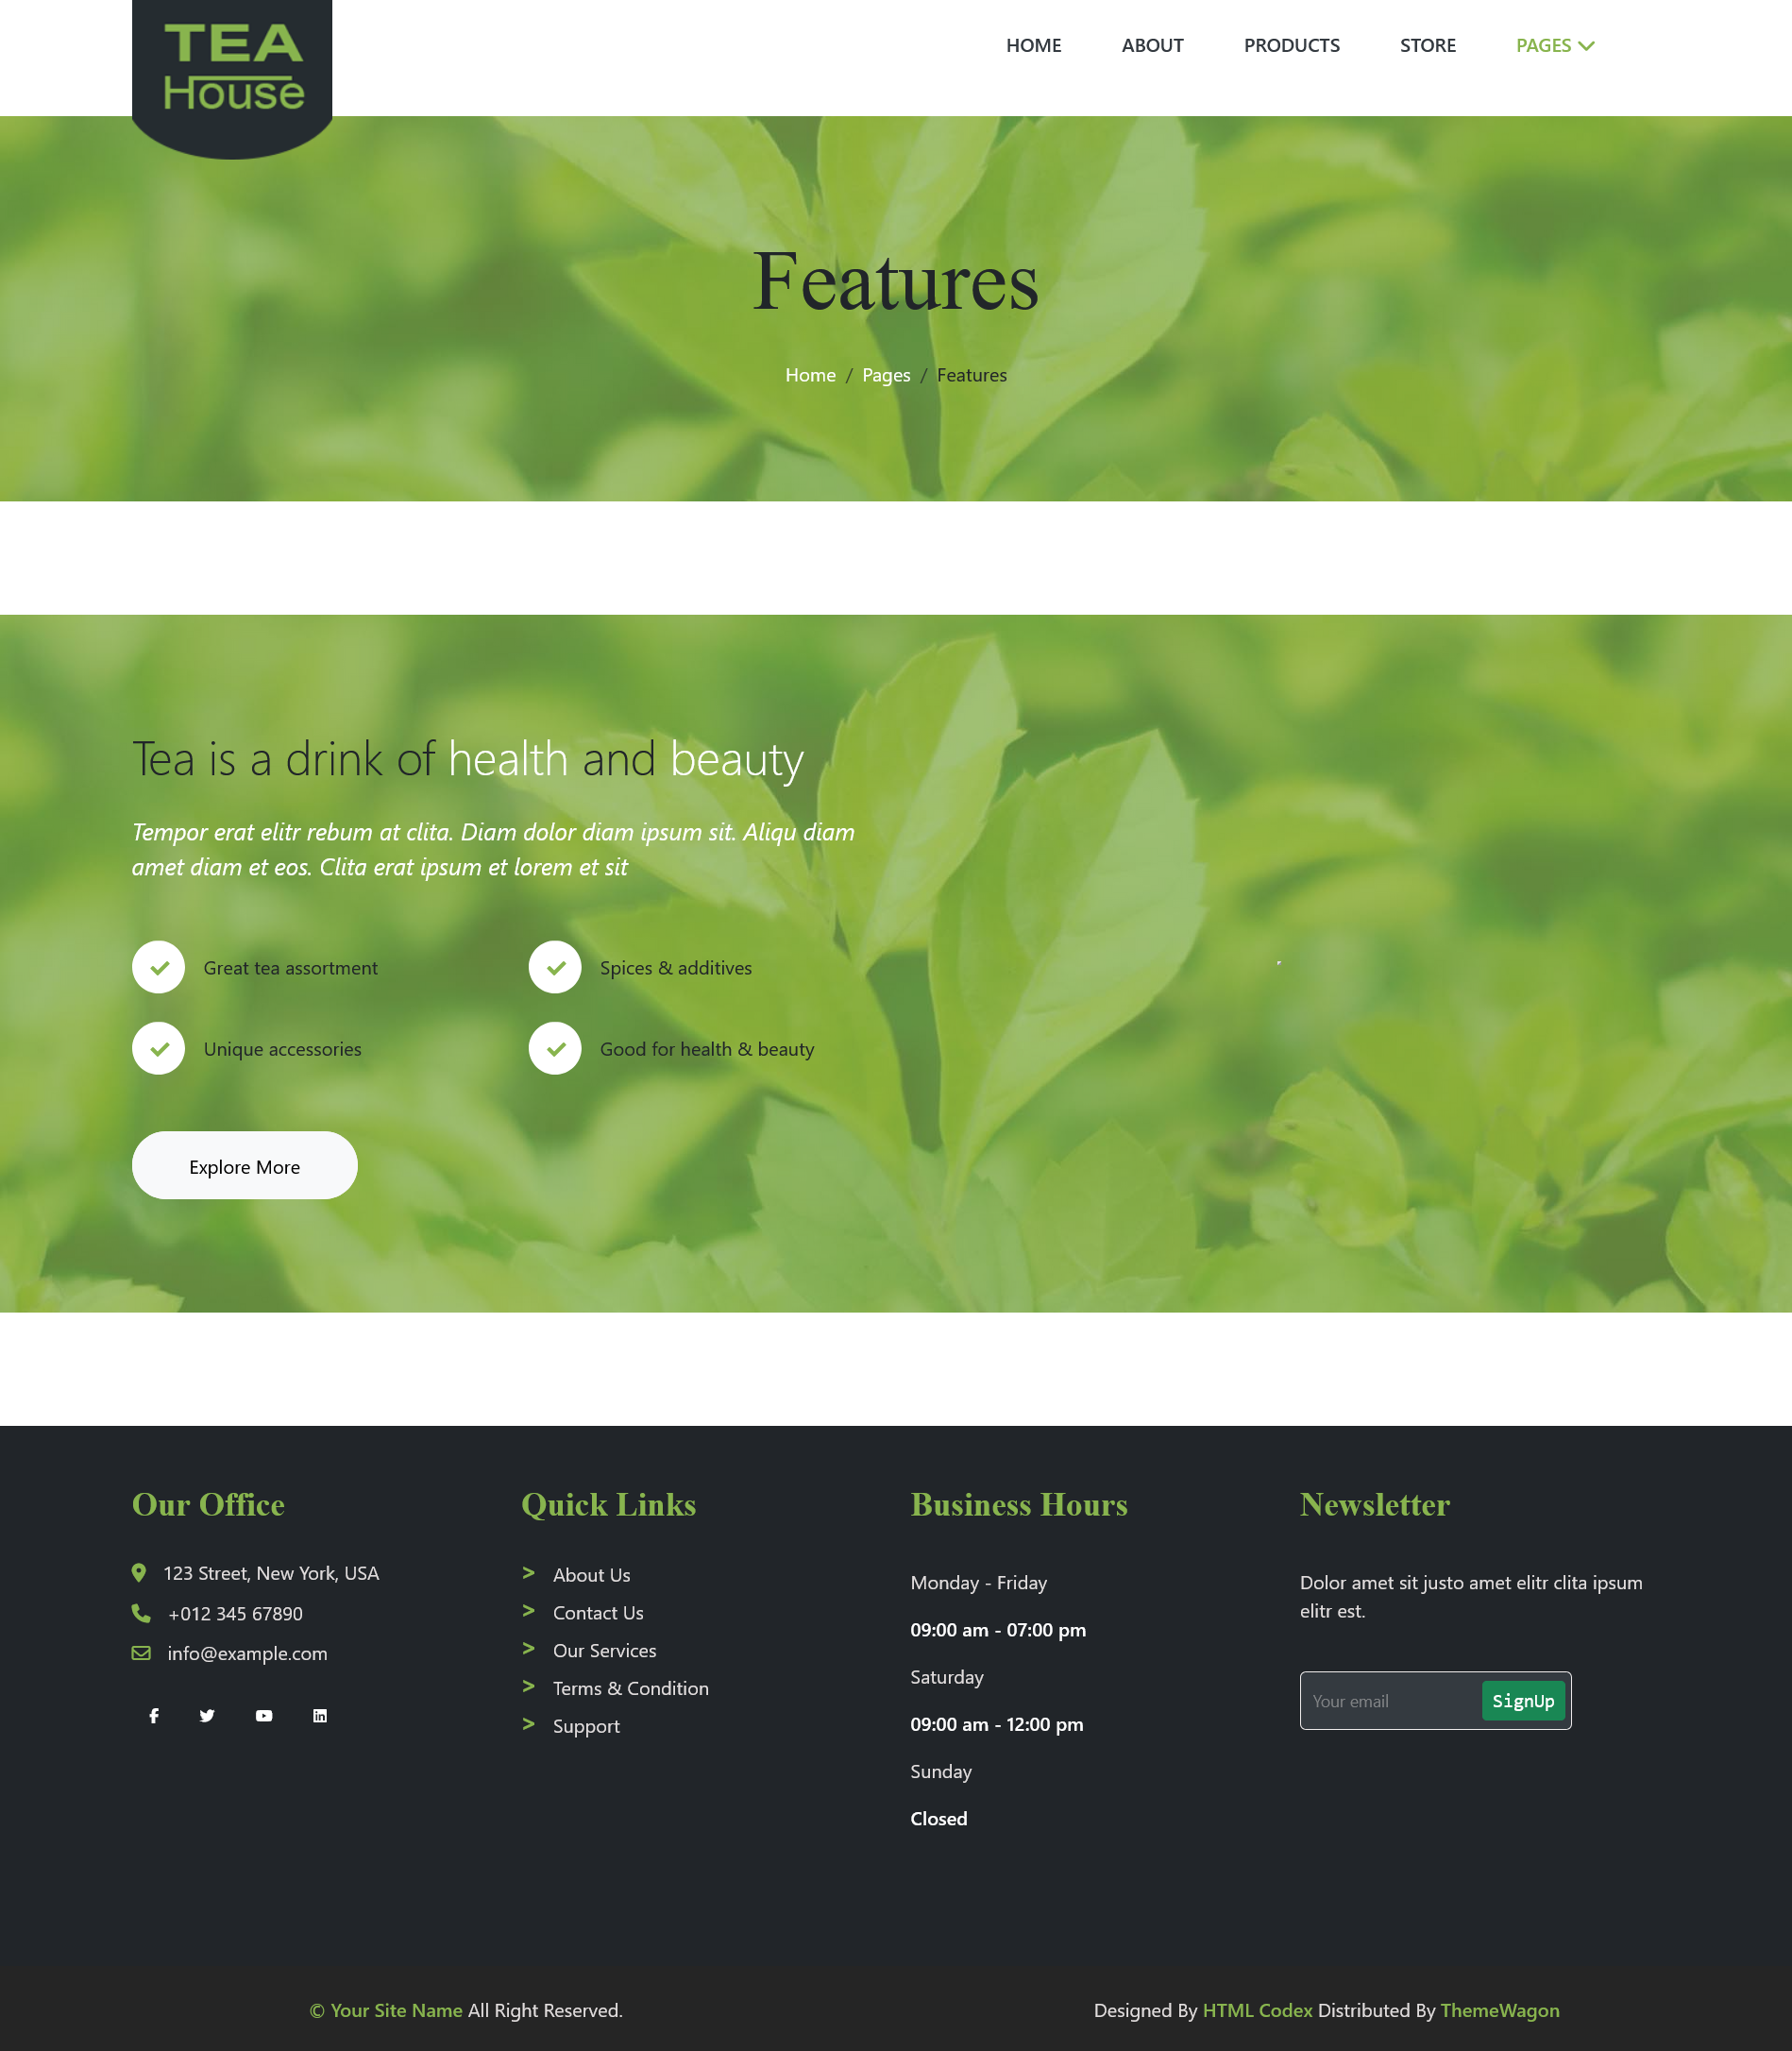 TEA
House
HOME ABOUT PRODUCTS STORE PAGES
Features
Home / Pages / Features
Tea is a drink of health and beauty
Tempor erat elitr rebum at clita. Diam dolor diam ipsum sit. Aliqu diam
amet diam et eos. Clita erat ipsum et lorem et sit
Great tea assortment
Spices & additives
Unique accessories
Good for health & beauty
Explore More
Our Office
123 Street, New York, USA
+012 345 67890
info@example.com
Quick Links
> About Us
> Contact Us
> Our Services
> Terms & Condition
> Support
Business Hours
Monday - Friday
09:00 am - 07:00 pm
Saturday
09:00 am - 12:00 pm
Sunday
Closed
Newsletter
Dolor amet sit justo amet elitr clita ipsum
elitr est.
Your email
SignUp
© Your Site Name All Right Reserved.
Designed By HTML Codex Distributed By ThemeWagon